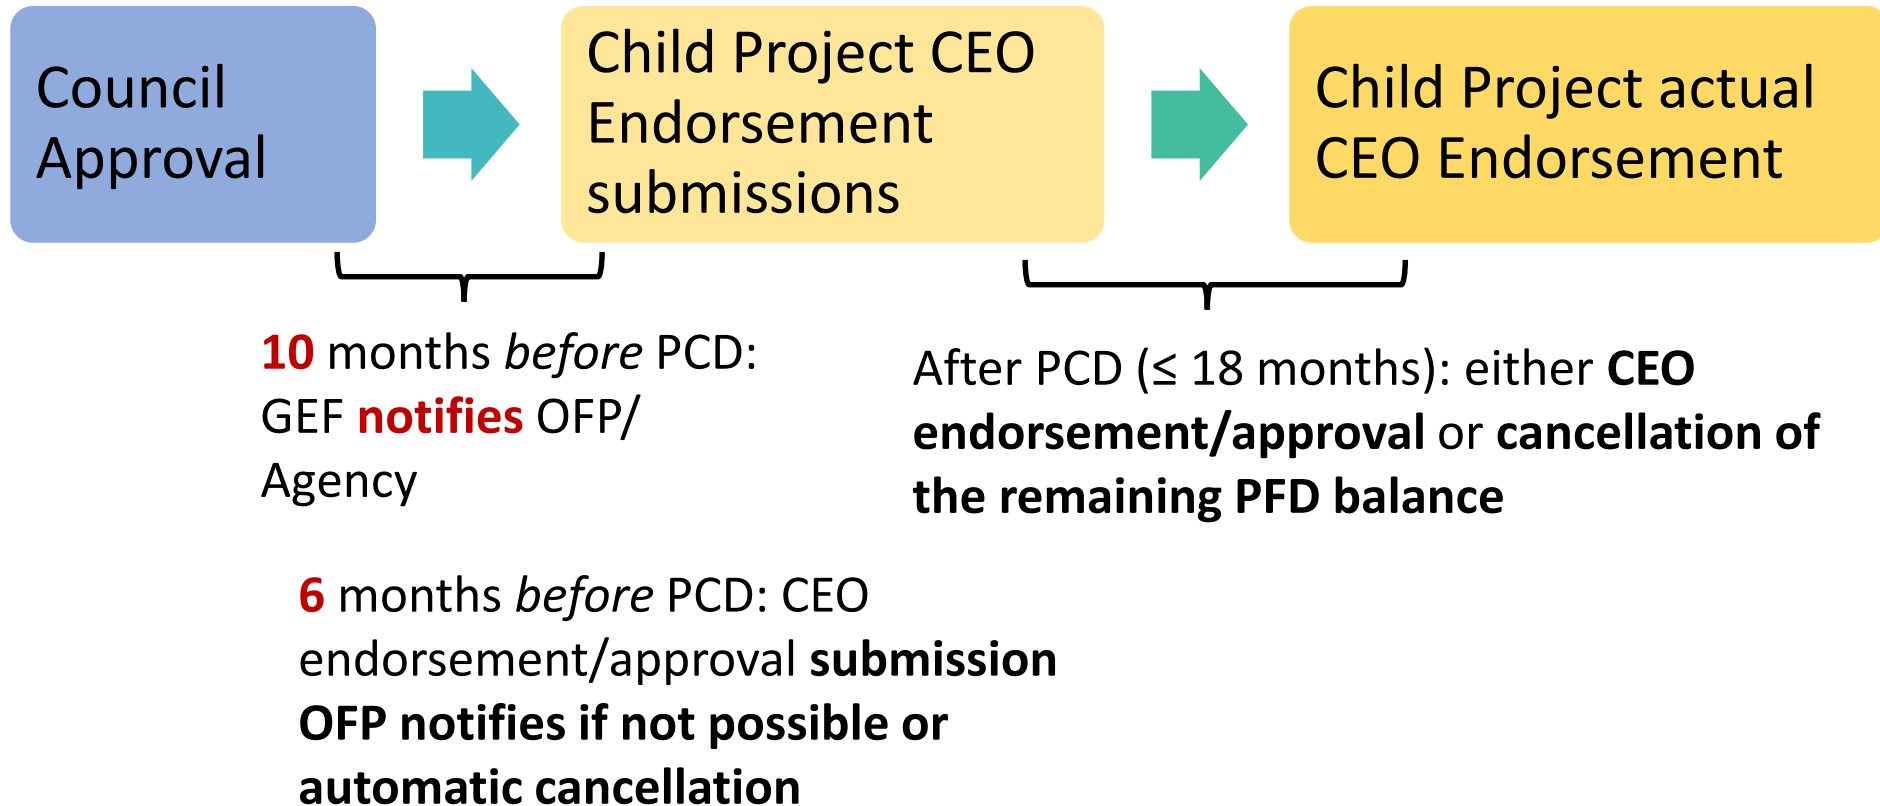 Council
Approval
Child Project CEO
Endorsement
submissions
Child Project actual
CEO Endorsement
10 months before PCD:
GEF notifies OFP/
Agency
After PCD (≤ 18 months): either CEO
endorsement/approval or cancellation of
the remaining PFD balance
6 months before PCD: CEO
endorsement/approval submission
OFP notifies if not possible or
automatic cancellation